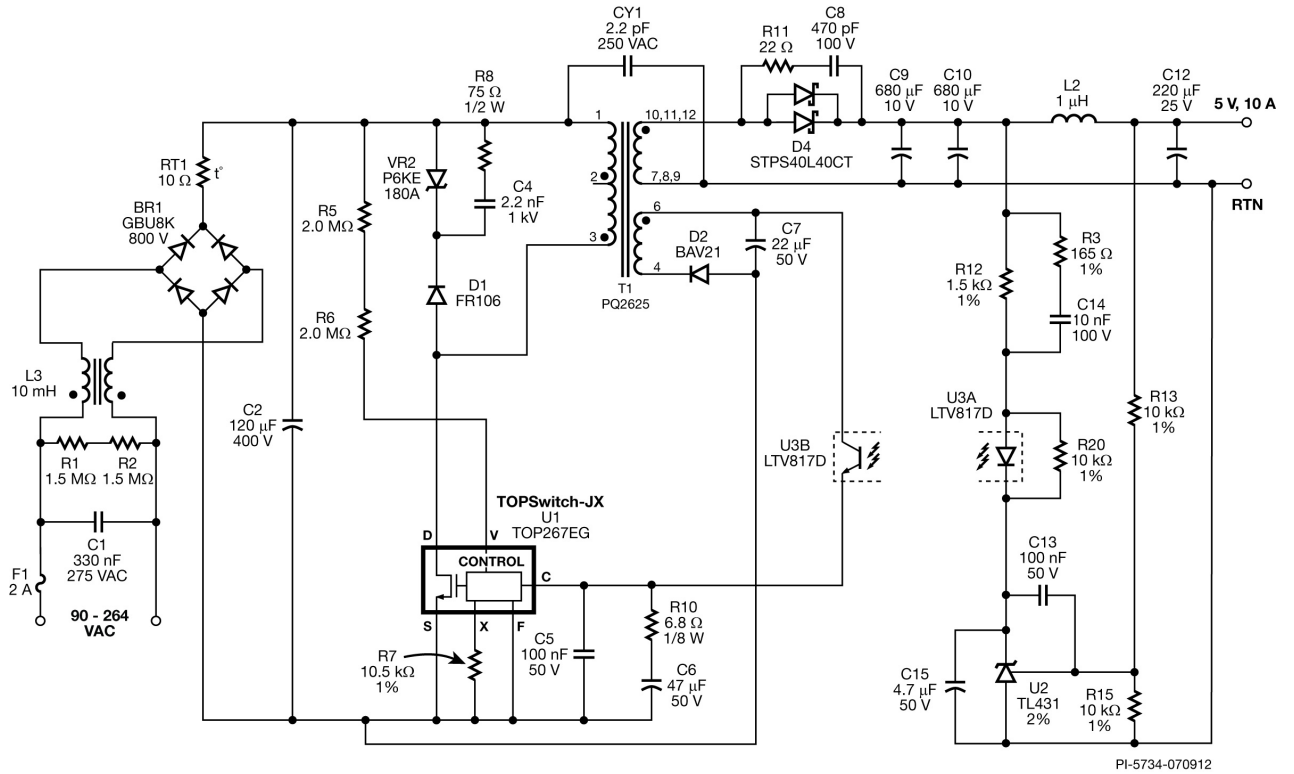 CY1
2.2 pF
250 VAC
R11
22 Ω
C8
470 pF
100 V
R8
75 Ω
1/2 W
C9
680 μF
10 V
C10
680 μF
10 V
L2
1 μH
C12
220 μF
25 V
5 V, 10 A
1
10,11,12
D4
STPS40L40CT
RT1
10 Ω
t°
VR2
P6KE
180A
C4
2.2 nF
1 kV
2
7,8,9
RTN
BR1
GBU8K
800 V
R5
2.0 MΩ
3
6
D2
BAV21
C7
22 μF
50 V
4
T1
PQ2625
R12
1.5 kΩ
1%
R3
165 Ω
1%
C14
10 nF
100 V
D1
FR106
R6
2.0 MΩ
L3
10 mH
C2
120 μF
400 V
U3A
LTV817D
R13
10 kΩ
1%
R1
1.5 MΩ
R2
1.5 MΩ
U3B
LTV817D
R20
10 kΩ
1%
TOPSwitch-JX
U1
TOP267EG
D
V
CONTROL
C
S
X
F
C1
330 nF
275 VAC
F1
2 A
90 - 264
VAC
C13
100 nF
50 V
R7
10.5 kΩ
1%
C5
100 nF
50 V
R10
6.8 Ω
1/8 W
C6
47 μF
50 V
C15
4.7 μF
50 V
U2
TL431
2%
R15
10 kΩ
1%
PI-5734-070912